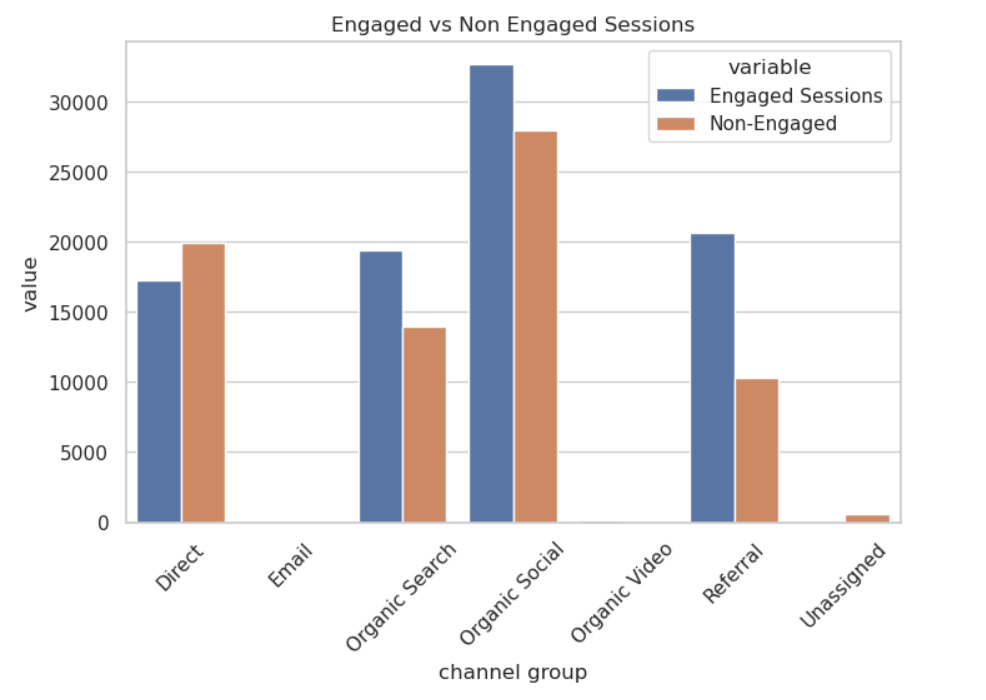 Engaged vs Non Engaged Sessions
variable
Engaged Sessions
Non-Engaged
value
30000
25000
20000
15000
10000
5000
0
Direct
Email
Organic Search
Organic Social
Organic Video
Referral
Unassigned
channel group